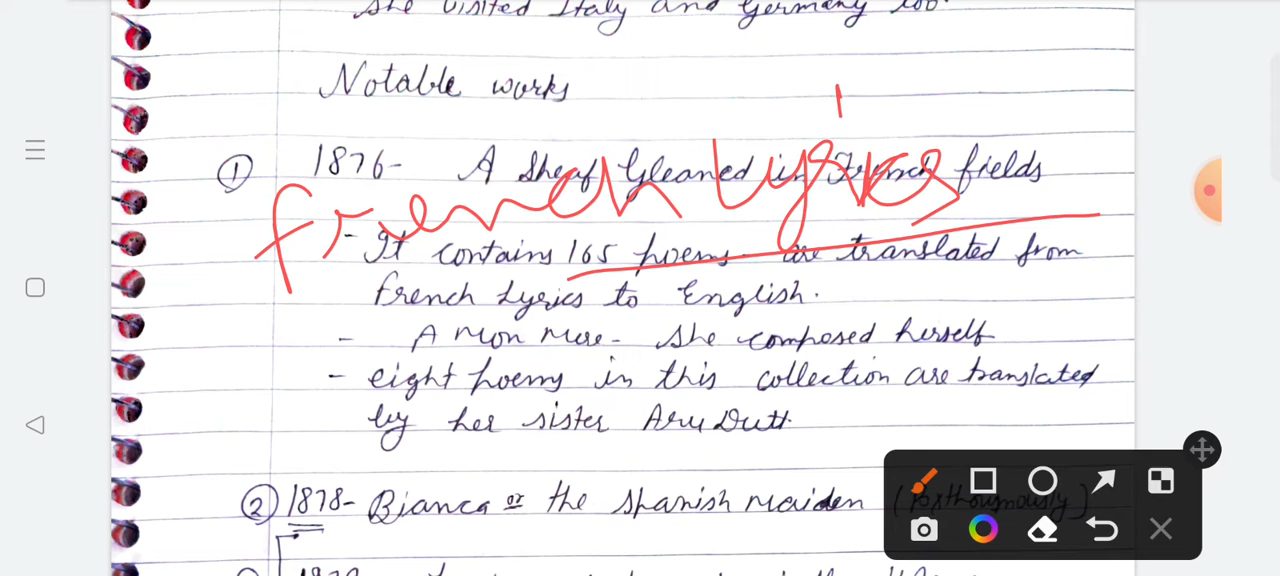 She visited Italy and Germany too.
Notable works
① 1876- A Sheaf Gleaned in French fields
french Lyrics
- It contains 165 poems are translated from
french Lyrics to English.
- A mon mere - She composed herself
- eight poems in this collection are translated
by her sister Aru Dutt.
② 1878- Bianca or the Spanish maiden (